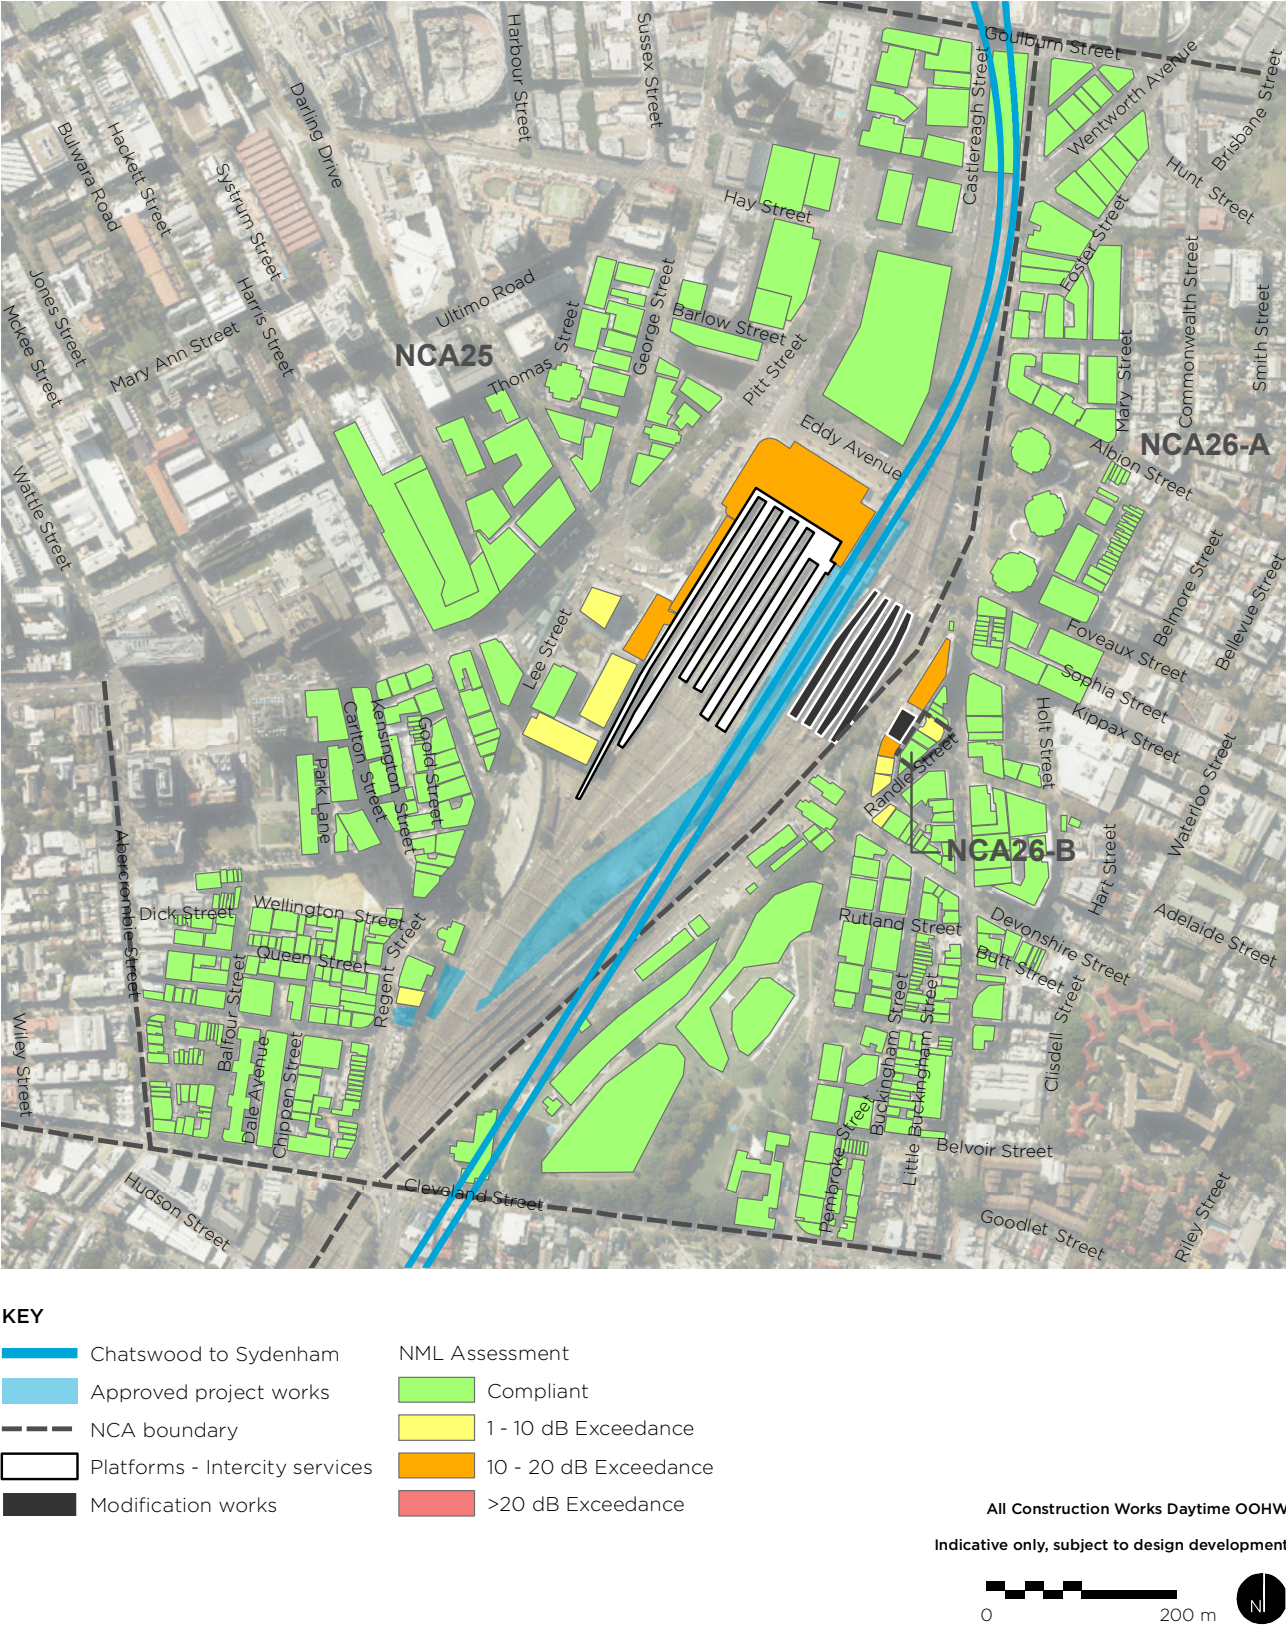 Goulburn Street
Harbour Street
Sussex Street
Castlereagh Street
Wentworth Avenue
Brisbane Street
Darling Drive
Hackett Street
Bulwara Road
Systrum Street
Hunt Street
Hay Street
Foster Street
Jones Street
Mckee Street
Harris Street
Mary Ann Street
Ultimo Road
Thomas Street
George Street
Barlow Street
Pitt Street
Commonwealth Street
Smith Street
Mary Street
NCA25
Eddy Avenue
NCA26-A
Albion Street
Wattle Street
Belmore Street
Bellevue Street
Lee Street
Foveaux Street
Sophia Street
Kippax Street
Holt Street
Carlton Street
Kensington Street
Goold Street
Park Lane
Randle Street
Waterloo Street
NCA26-B
Hart Street
Abercrombie Street
Dick Street
Wellington Street
Queen Street
Regent Street
Balfour Street
Rutland Street
Devonshire Street
Butt Street
Adelaide Street
Wiley Street
Dale Avenue
Chippen Street
Buckingham Street
Little Buckingham Street
Clisdell Street
Pembroke Street
Belvoir Street
Hudson Street
Cleveland Street
Goodlet Street
Riley Street
KEY
Chatswood to Sydenham
Approved project works
NCA boundary
Platforms - Intercity services
Modification works
NML Assessment
Compliant
1 - 10 dB Exceedance
10 - 20 dB Exceedance
>20 dB Exceedance
All Construction Works Daytime OOHW
Indicative only, subject to design development
0
200 m
N